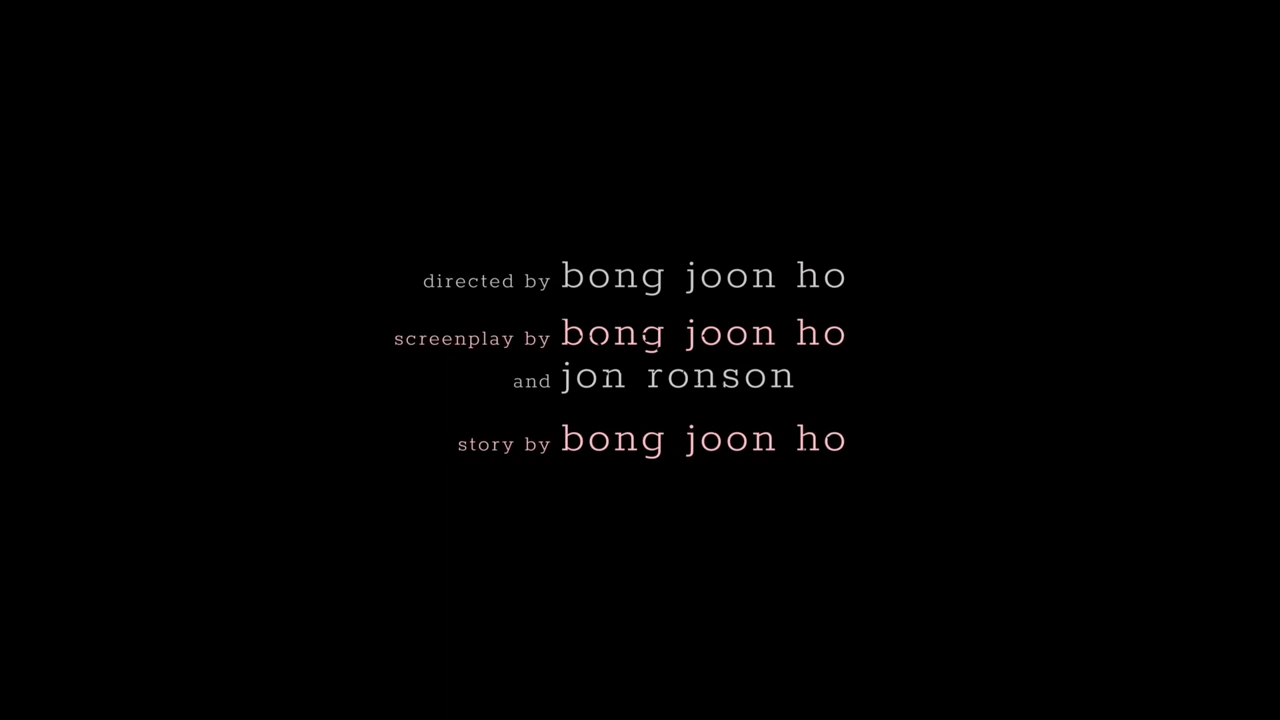 directed by bong joon ho
screenplay by bong joon ho
and jon ronson
story by bong joon ho